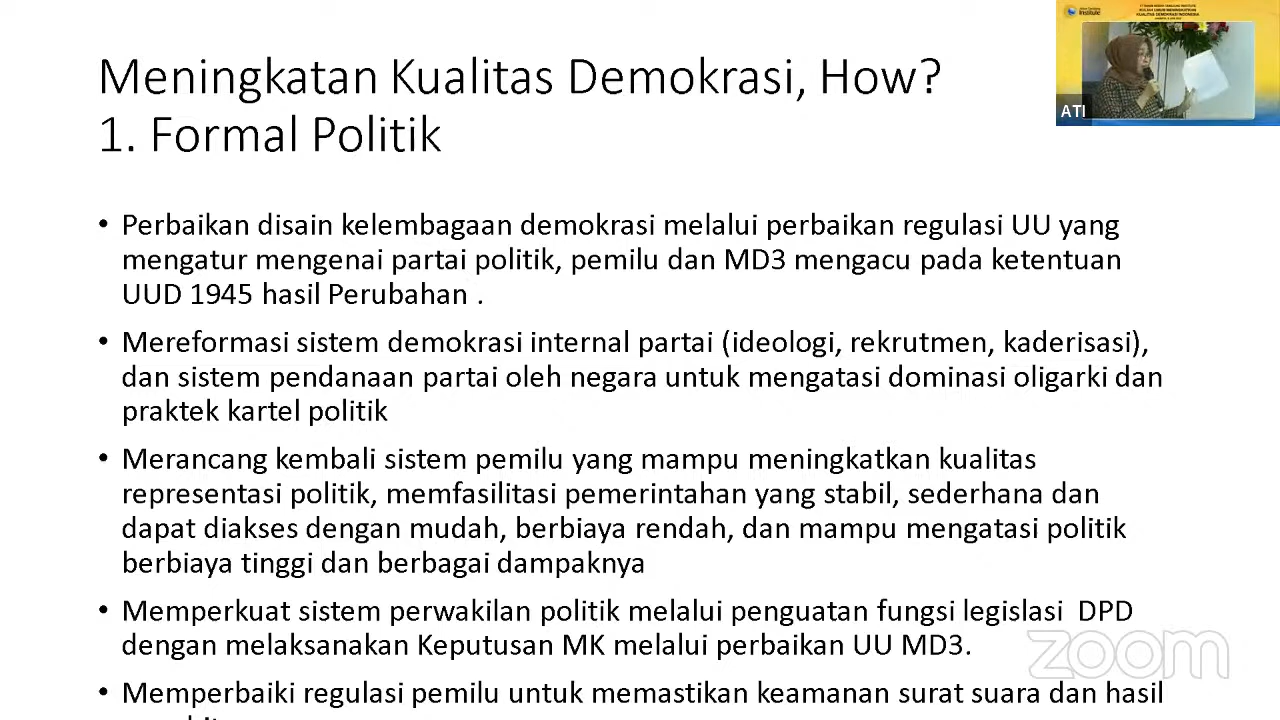 Meningkatan Kualitas Demokrasi, How?
1. Formal Politik
• Perbaikan disain kelembagaan demokrasi melalui perbaikan regulasi UU yang
mengatur mengenai partai politik, pemilu dan MD3 mengacu pada ketentuan
UUD 1945 hasil Perubahan .
• Mereformasi sistem demokrasi internal partai (ideologi, rekrutmen, kaderisasi),
dan sistem pendanaan partai oleh negara untuk mengatasi dominasi oligarki dan
praktek kartel politik
• Merancang kembali sistem pemilu yang mampu meningkatkan kualitas
representasi politik, memfasilitasi pemerintahan yang stabil, sederhana dan
dapat diakses dengan mudah, berbiaya rendah, dan mampu mengatasi politik
berbiaya tinggi dan berbagai dampaknya
• Memperkuat sistem perwakilan politik melalui penguatan fungsi legislasi  DPD
dengan melaksanakan Keputusan MK melalui perbaikan UU MD3.
• Memperbaiki regulasi pemilu untuk memastikan keamanan surat suara dan hasil
Institute
KUALITAS DEMOKRASI INDONESIA
ATI
zoom